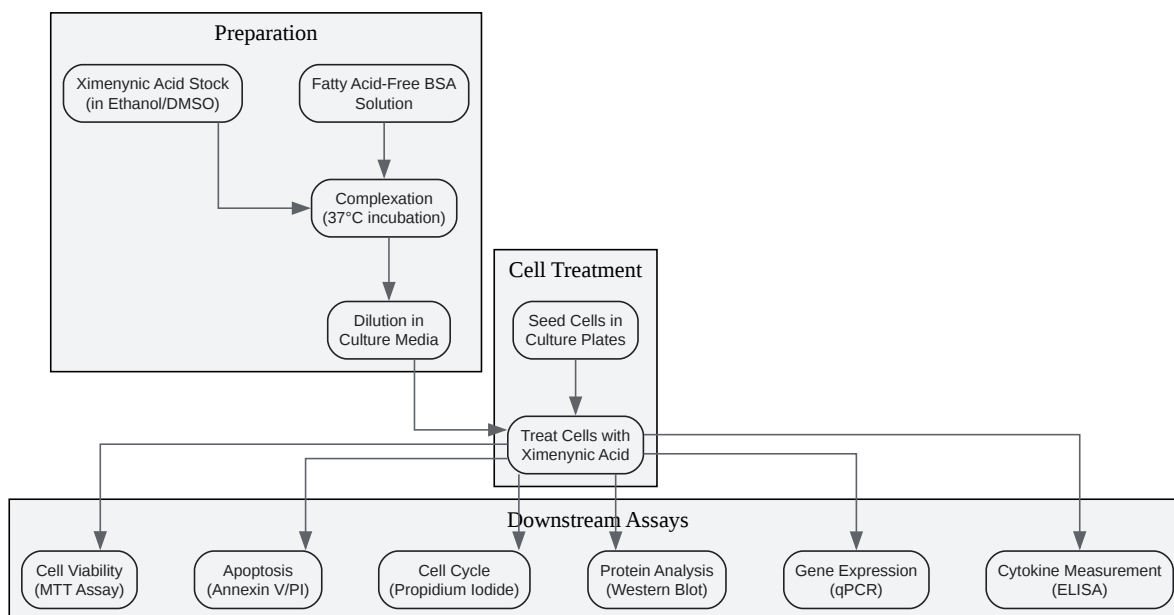 Preparation
Ximenynic Acid Stock
(in Ethanol/DMSO)
Fatty Acid-Free BSA
Solution
Complexation
(37°C incubation)
Dilution in
Culture Media
Cell Treatment
Seed Cells in
Culture Plates
Treat Cells with
Ximenynic Acid
Downstream Assays
Cell Viability
(MTT Assay)
Apoptosis
(Annexin V/PI)
Cell Cycle
(Propidium Iodide)
Protein Analysis
(Western Blot)
Gene Expression
(qPCR)
Cytokine Measurement
(ELISA)